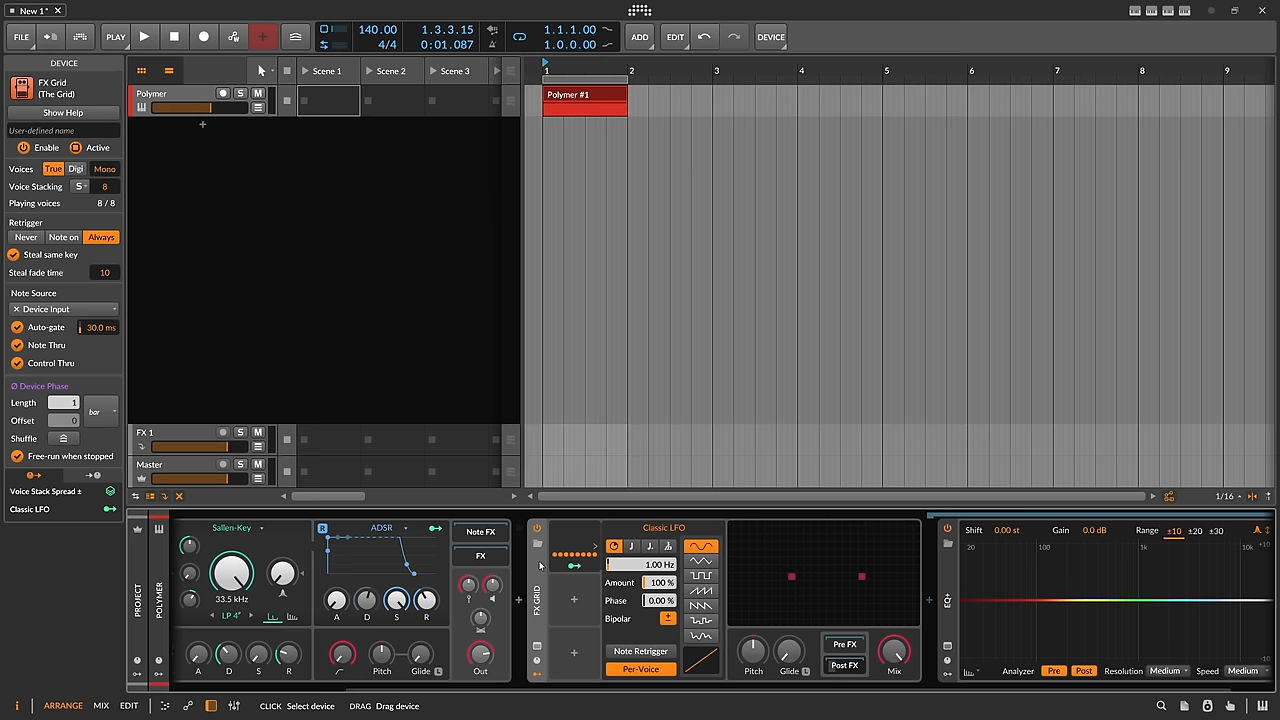 New 1*
FILE
PLAY
140.00
4/4
1.3.3.15
0:01.087
1.1.1.00
1.0.0.00
ADD
EDIT
DEVICE
DEVICE
FX Grid
(The Grid)
Show Help
User-defined name
Enable
Active
Voices
True
Digi
Mono
Voice Stacking
S
8
Playing voices
8 / 8
Retrigger
Never
Note on
Always
Steal same key
Steal fade time
10
Note Source
Device Input
Auto-gate
30.0 ms
Note Thru
Control Thru
Ø Device Phase
Length
1
bar
Offset
0
Shuffle
Free-run when stopped
Voice Stack Spread ±
Classic LFO
Scene 1
Scene 2
Scene 3
Polymer
S
M
FX 1
S
M
Master
S
M
1
2
3
4
5
6
7
8
9
Polymer #1
1/16
PROJECT
POLYMER
Sallen-Key
33.5 kHz
LP 4
A
D
S
R
R
ADSR
A
D
S
R
Pitch
Glide
L
Note FX
FX
Out
FX GRID
Classic LFO
1.00 Hz
Amount
100 %
Phase
0.00 %
Bipolar
±
Note Retrigger
Per-Voice
Pitch
Glide
L
Pre FX
Post FX
Mix
EQ+
Shift
0.00 st
Gain
0.0 dB
Range
±10
±20
±30
20
100
1k
10k
+10
-10
Analyzer
Pre
Post
Resolution
Medium
Speed
Medium
i
ARRANGE
MIX
EDIT
CLICK
Select device
DRAG
Drag device